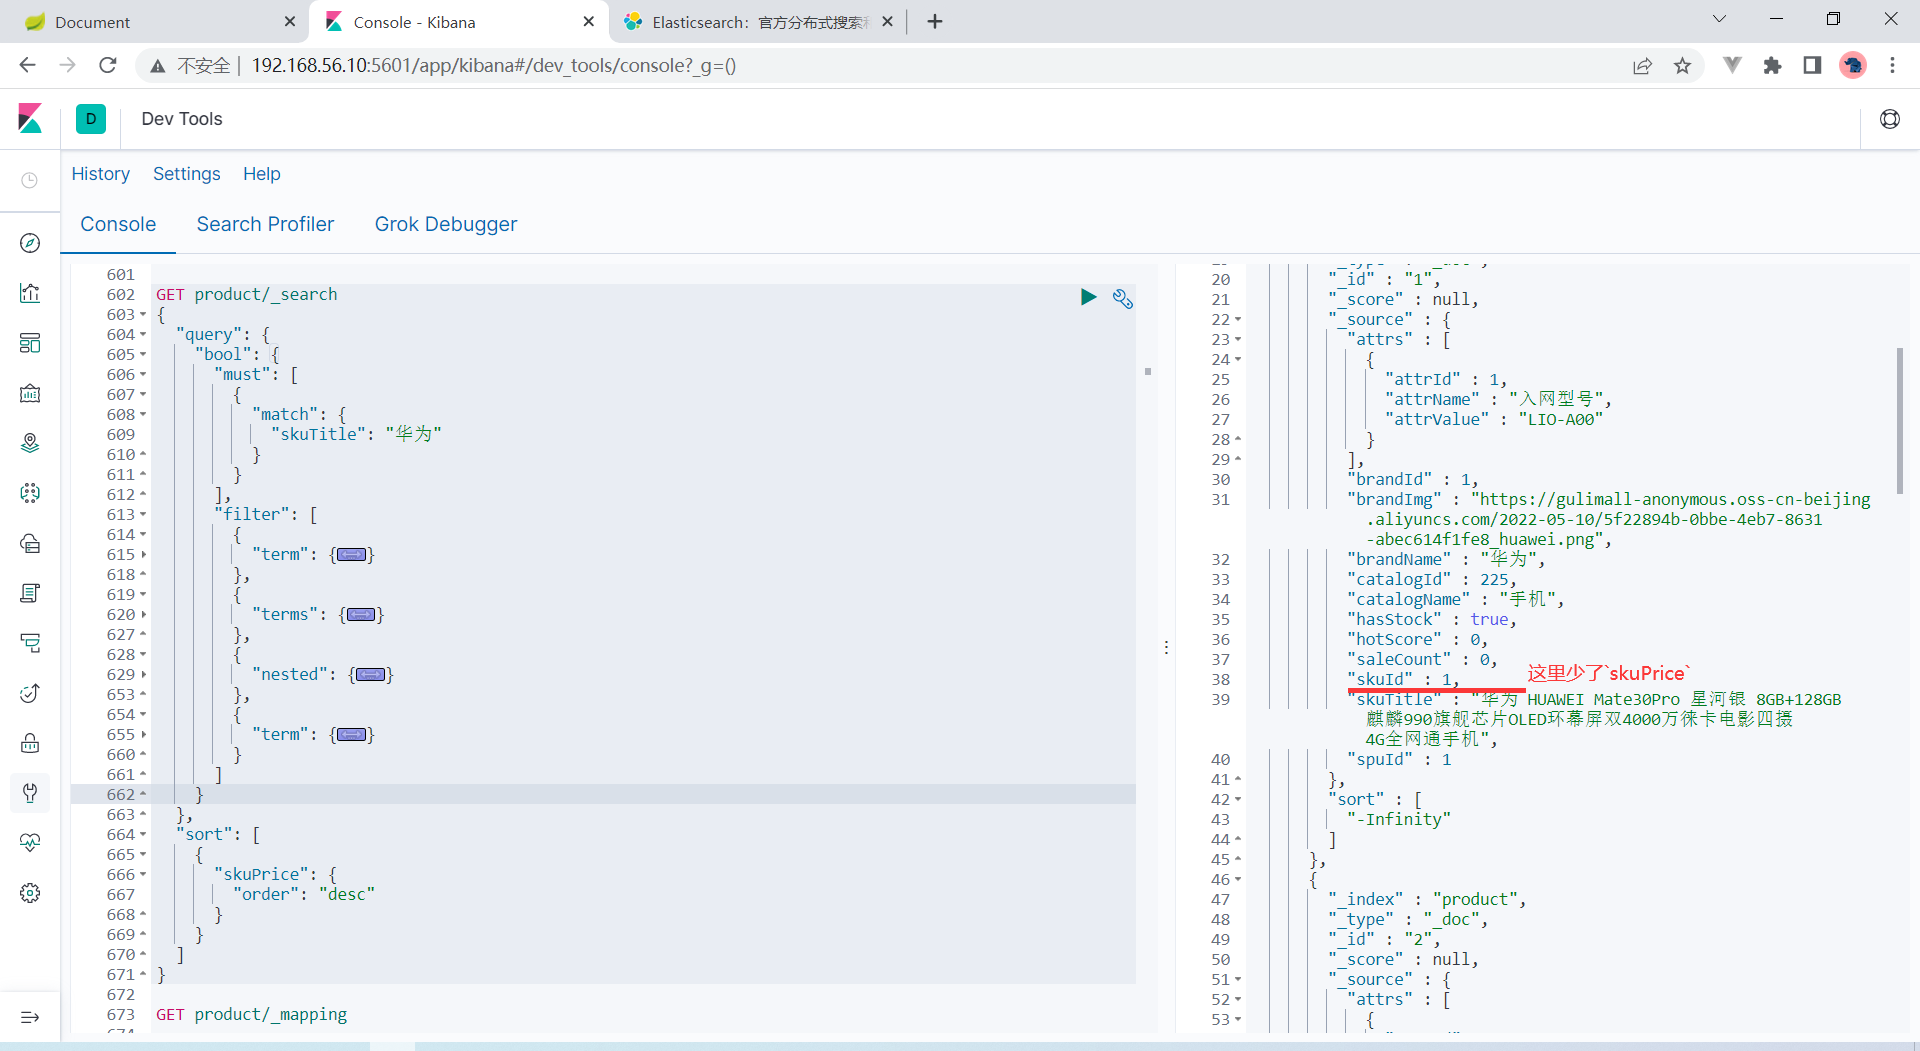 Document
Console - Kibana
Elasticsearch：官方分布式搜索
不安全
192.168.56.10:5601/app/kibana#/dev_tools/console?_g=()
D
Dev Tools
History
Settings
Help
Console
Search Profiler
Grok Debugger
601
602 GET product/_search
603 {
604 "query": {
605 "bool": {
606 "must": [
607 {
608 "match": {
609 "skuTitle": "华为"
610 }
611 }
612 ],
613 "filter": [
614 {
615 "term": {}
618 },
619 {
620 "terms": {}
627 },
628 {
629 "nested": {}
653 },
654 {
655 "term": {}
660 }
661 ]
662 }
663 },
664 "sort": [
665 {
666 "skuPrice": {
667 "order": "desc"
668 }
669 }
670 ]
671 }
672
673 GET product/_mapping
20 "_id" : "1",
21 "_score" : null,
22 "_source" : {
23 "attrs" : [
24 {
25 "attrId" : 1,
26 "attrName" : "入网型号",
27 "attrValue" : "LIO-A00"
28 }
29 ],
30 "brandId" : 1,
31 "brandImg" : "https://gulimall-anonymous.oss-cn-beijing
.aliyuncs.com/2022-05-10/5f22894b-0bbe-4eb7-8631
-abec614f1fe8_huawei.png",
32 "brandName" : "华为",
33 "catalogId" : 225,
34 "catalogName" : "手机",
35 "hasStock" : true,
36 "hotScore" : 0,
37 "saleCount" : 0,
38 "skuId" : 1,
这里少了`skuPrice`
39 "skuTitle" : "华为 HUAWEI Mate30Pro 星河银 8GB+128GB
麒麟990旗舰芯片OLED环幕屏双4000万徕卡电影四摄
4G全网通手机",
40 "spuId" : 1
41 },
42 "sort" : [
43 "-Infinity"
44 ]
45 },
46 {
47 "_index" : "product",
48 "_type" : "_doc",
49 "_id" : "2",
50 "_score" : null,
51 "_source" : {
52 "attrs" : [
53 {